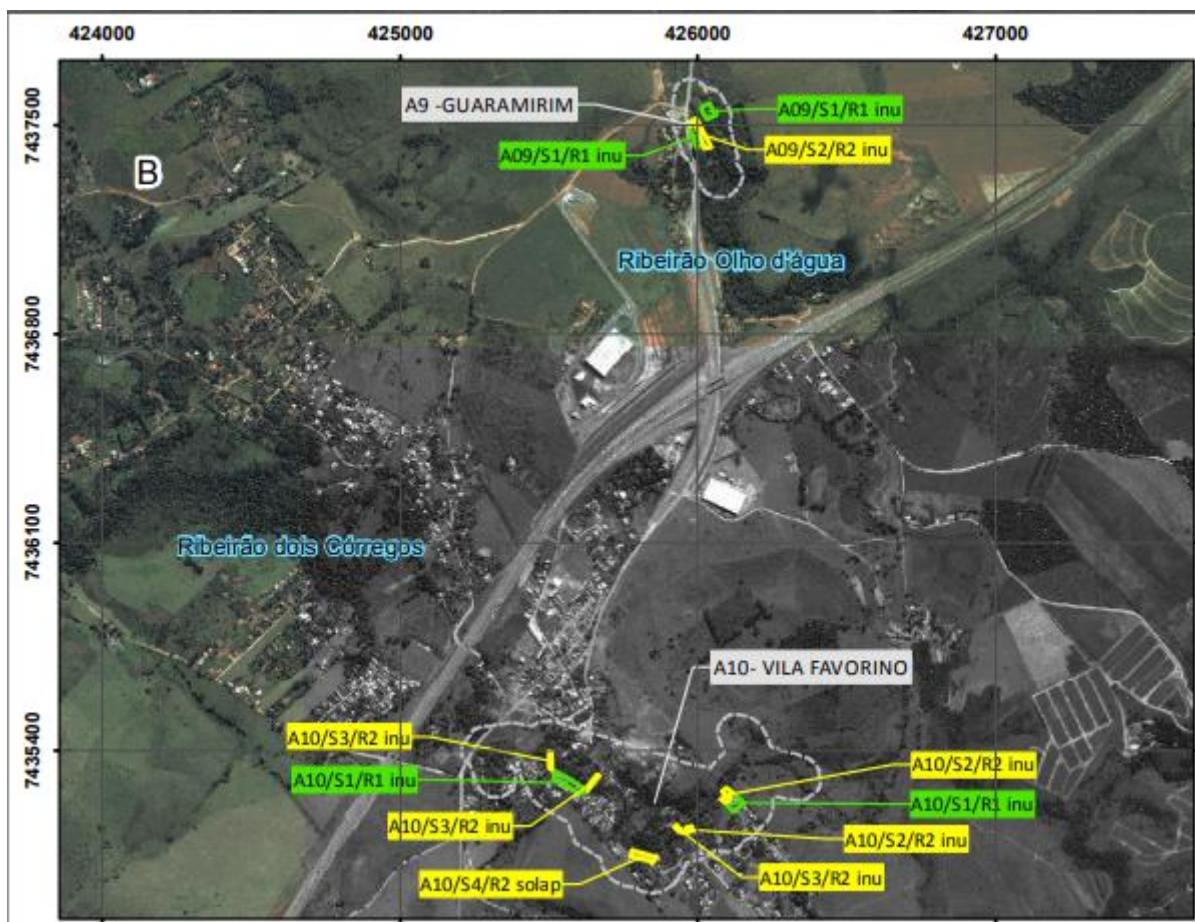 424000 425000 426000 427000
7437500
7436800
7436100
7435400
B
A9 -GUARAMIRIM
A09/S1/R1 inu
A09/S1/R1 inu
A09/S2/R2 inu
Ribeirão Olho d'água
Ribeirão dois Córregos
A10- VILA FAVORINO
A10/S3/R2 inu
A10/S2/R2 inu
A10/S1/R1 inu
A10/S1/R1 inu
A10/S3/R2 inu
A10/S2/R2 inu
A10/S4/R2 solap
A10/S3/R2 inu